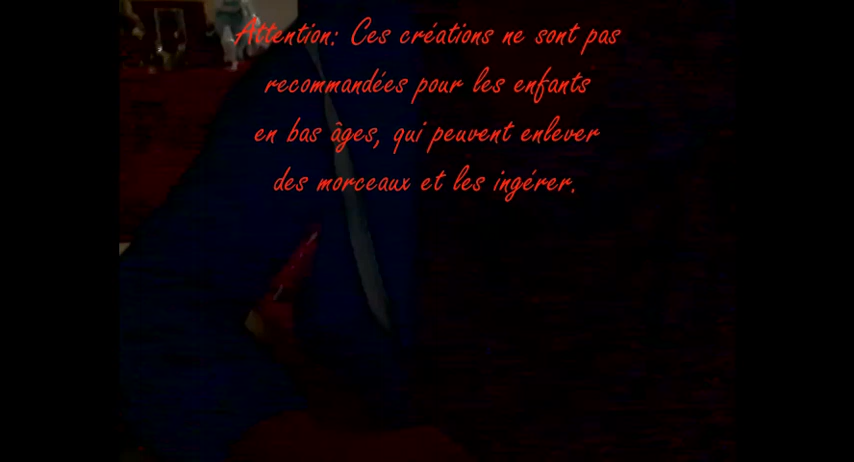 Attention: Ces créations ne sont pas
recommandées pour les enfants
en bas âges, qui peuvent enlever
des morceaux et les ingérer.